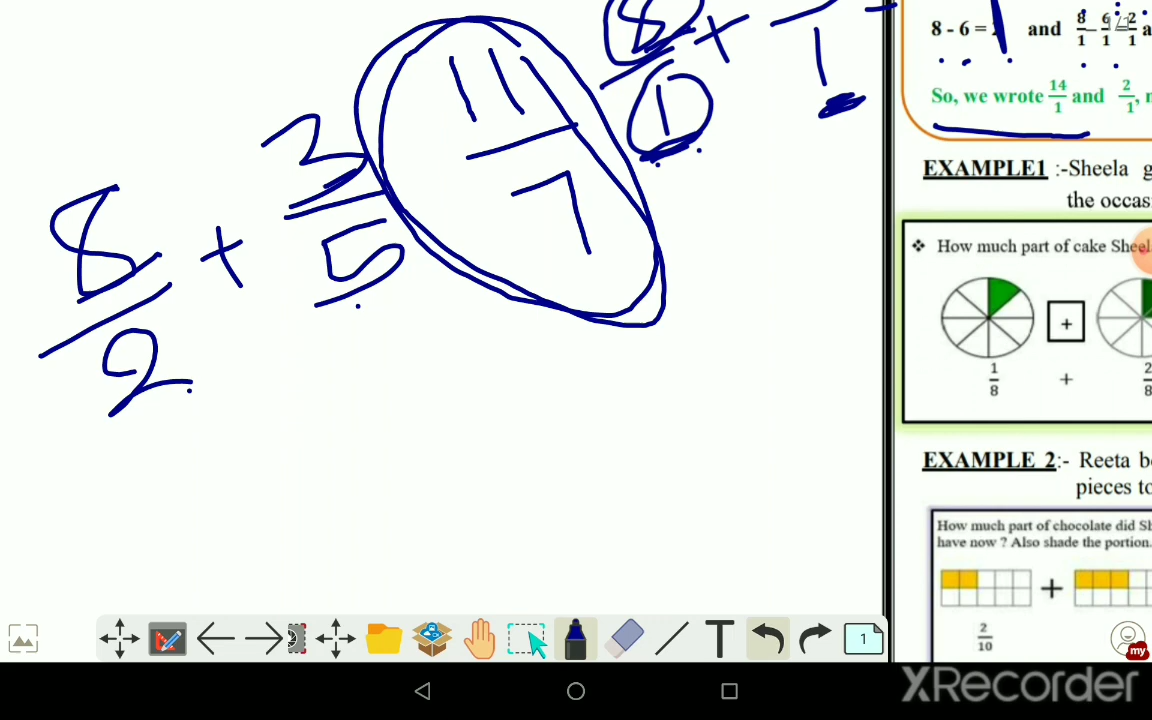 8/1 + /1
8/2 + 3/5
11/7
8 - 6 = and 8/1 - 6/1 = 2/1 a
So, we wrote 14/1 and 2/1,
EXAMPLE1 :-Sheela g
the occas
❖ How much part of cake Sheel
+
1/8 + 2/8
EXAMPLE 2:- Reeta b
pieces to
How much part of chocolate did Sh
have now ? Also shade the portion.
+
2/10
T
1
my
XRecorder